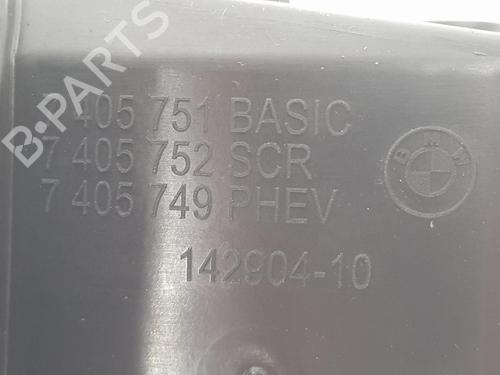 7 405 751 BASIC
7 405 752 SCR
7 405 749 PHEV
BMW
142904-10
B-PARTS